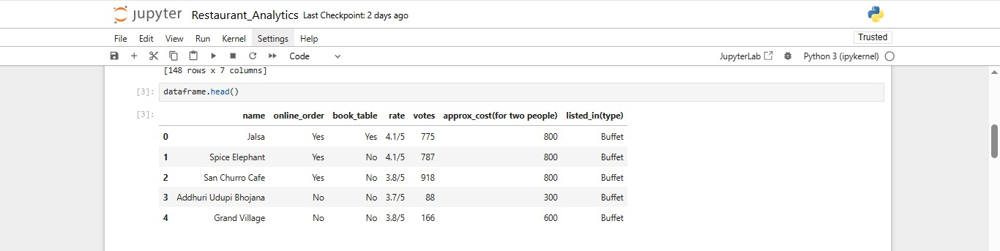 jupyter Restaurant_Analytics Last Checkpoint: 2 days ago
File Edit View Run Kernel Settings Help Trusted
Code JupyterLab Python 3 (ipykernel)
[148 rows x 7 columns]
[3]: dataframe.head()
[3]: name online_order book_table rate votes approx_cost(for two people) listed_in(type)
0 Jalsa Yes Yes 4.1/5 775 800 Buffet
1 Spice Elephant Yes No 4.1/5 787 800 Buffet
2 San Churro Cafe Yes No 3.8/5 918 800 Buffet
3 Addhuri Udupi Bhojana No No 3.7/5 88 300 Buffet
4 Grand Village No No 3.8/5 166 600 Buffet